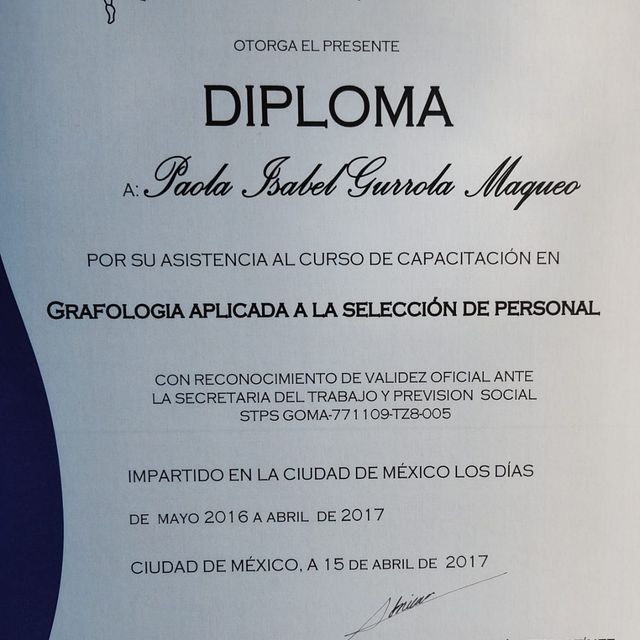 OTORGA EL PRESENTE
DIPLOMA
A: Paola Isabel Gurrola Maqueo
POR SU ASISTENCIA AL CURSO DE CAPACITACIÓN EN
GRAFOLOGIA APLICADA A LA SELECCIÓN DE PERSONAL
CON RECONOCIMIENTO DE VALIDEZ OFICIAL ANTE
LA SECRETARIA DEL TRABAJO Y PREVISION SOCIAL
STPS GOMA-771109-TZ8-005
IMPARTIDO EN LA CIUDAD DE MÉXICO LOS DÍAS
DE MAYO 2016 A ABRIL DE 2017
CIUDAD DE MÉXICO, A 15 DE ABRIL DE 2017